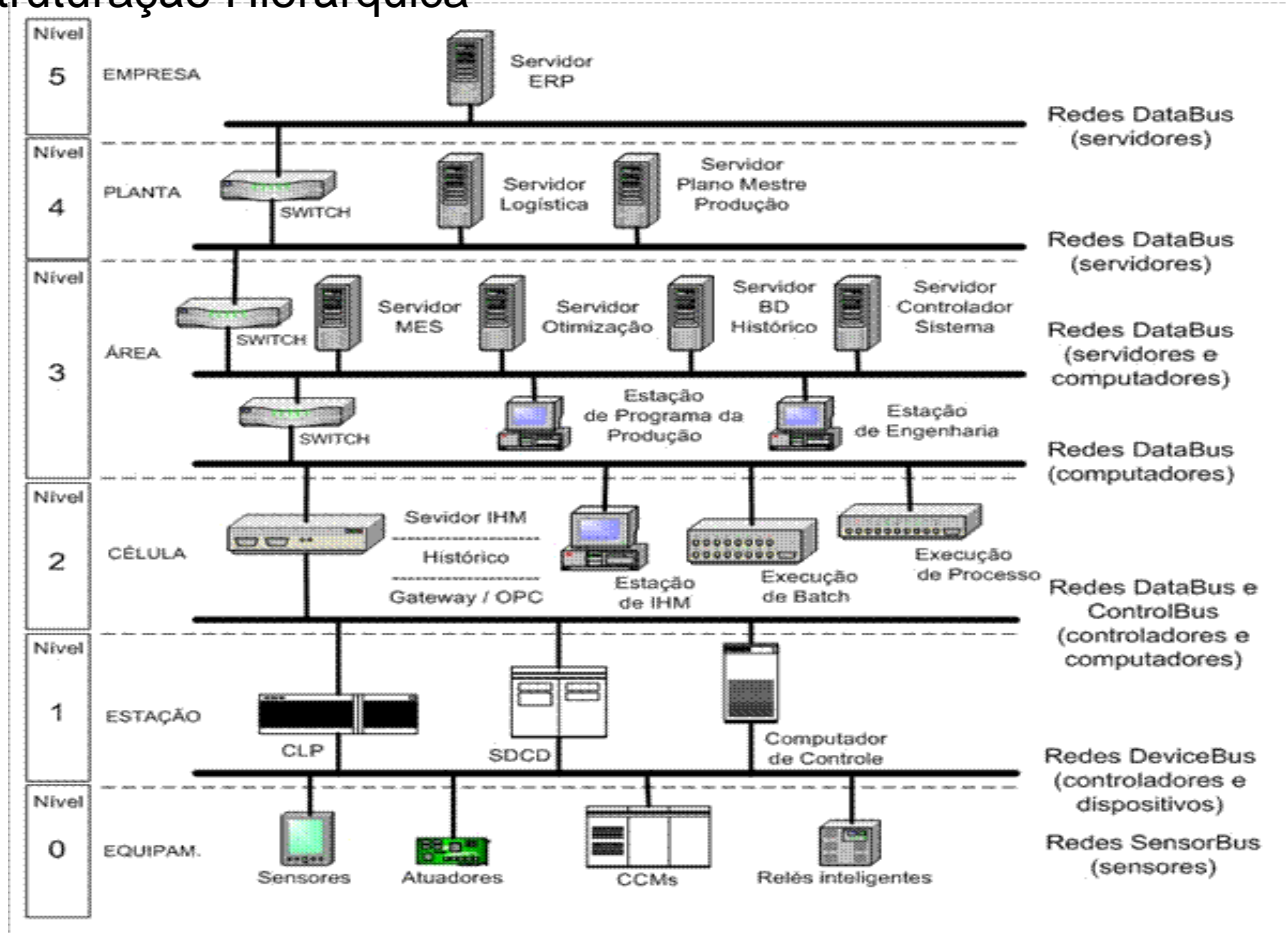 truturação Hierárquica
Nível
5
EMPRESA
Servidor
ERP
Redes DataBus
(servidores)
Nível
4
PLANTA
SWITCH
Servidor
Logística
Servidor
Plano Mestre
Produção
Redes DataBus
(servidores)
Nível
3
ÁREA
SWITCH
Servidor
MES
Servidor
Otimização
Servidor
BD
Histórico
Servidor
Controlador
Sistema
Redes DataBus
(servidores e
computadores)
SWITCH
Estação
de Programa da
Produção
Estação
de Engenharia
Redes DataBus
(computadores)
Nível
2
CÉLULA
Sevidor IHM
Histórico
Gateway / OPC
Estação
de IHM
Execução
de Batch
Execução
de Processo
Redes DataBus e
ControlBus
(controladores e
computadores)
Nível
1
ESTAÇÃO
CLP
SDCD
Computador
de Controle
Redes DeviceBus
(controladores e
dispositivos)
Nível
0
EQUIPAM.
Sensores
Atuadores
CCMs
Relés inteligentes
Redes SensorBus
(sensores)